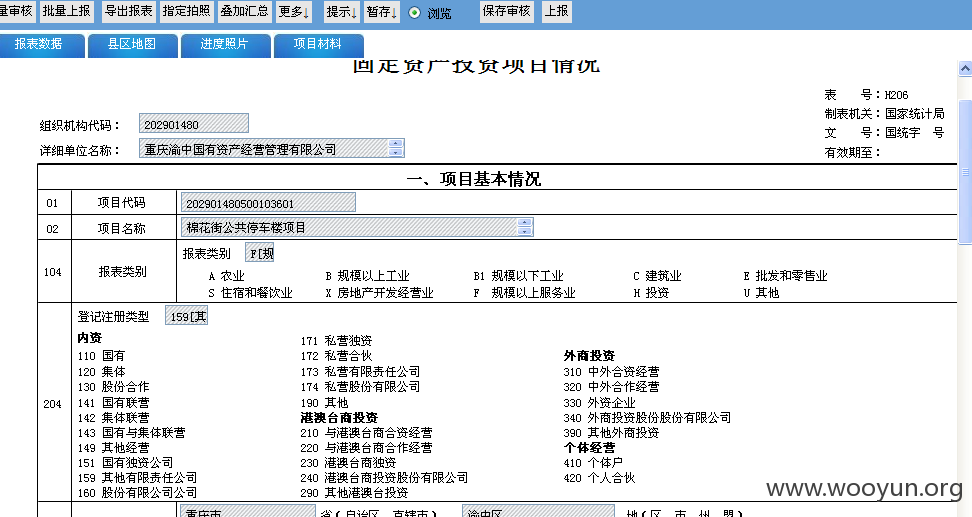 量审核 批量上报 导出报表 指定拍照 叠加汇总 更多↓ 提示↓ 暂存↓ 浏览 保存审核 上报
报表数据 县区地图 进度照片 项目材料
固定资产投资项目情况
表 号：H206
制表机关：国家统计局
组织机构代码： 202901480
文 号：国统字 号
详细单位名称： 重庆渝中国有资产经营管理有限公司
有效期至：
一、项目基本情况
01 项目代码 202901480500103601
02 项目名称 棉花街公共停车楼项目
104 报表类别 报表类别 F[规
A 农业 B 规模以上工业 B1 规模以下工业 C 建筑业 E 批发和零售业
S 住宿和餐饮业 X 房地产开发经营业 F 规模以上服务业 H 投资 U 其他
204 登记注册类型 159[其
内资
110 国有
120 集体
130 股份合作
141 国有联营
142 集体联营
143 国有与集体联营
149 其他经营
151 国有独资公司
159 其他有限责任公司
160 股份有限公司公司
171 私营独资
172 私营合伙
173 私营有限责任公司
174 私营股份有限公司
190 其他
港澳台商投资
210 与港澳台商合资经营
220 与港澳台商合作经营
230 港澳台商独资
240 港澳台商投资股份有限公司
290 其他港澳台投资
外商投资
310 中外合资经营
320 中外合作经营
330 外资企业
340 外商投资股份股份有限公司
390 其他外商投资
个体经营
410 个体户
420 个人合伙
重庆市 省(自治区、直辖市) 渝中区 地(区、市、州、盟)
www.wooyun.org